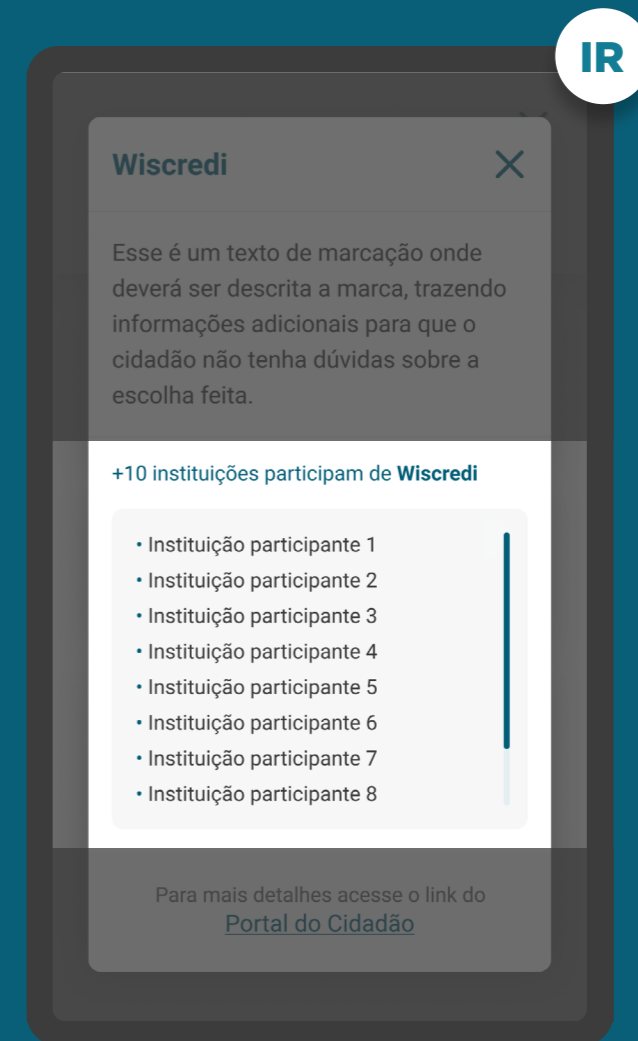 IR
Wiscredi
Esse é um texto de marcação onde
deverá ser descrita a marca, trazendo
informações adicionais para que o
cidadão não tenha dúvidas sobre a
escolha feita.
+10 instituições participam de Wiscredi
• Instituição participante 1
• Instituição participante 2
• Instituição participante 3
• Instituição participante 4
• Instituição participante 5
• Instituição participante 6
• Instituição participante 7
• Instituição participante 8
Para mais detalhes acesse o link do
Portal do Cidadão